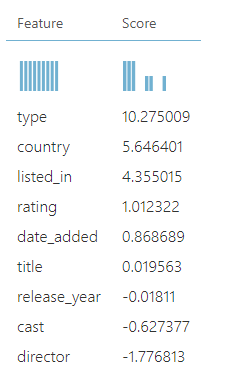 Feature Score
type 10.275009
country 5.646401
listed_in 4.355015
rating 1.012322
date_added 0.868689
title 0.019563
release_year -0.01811
cast -0.627377
director -1.776813